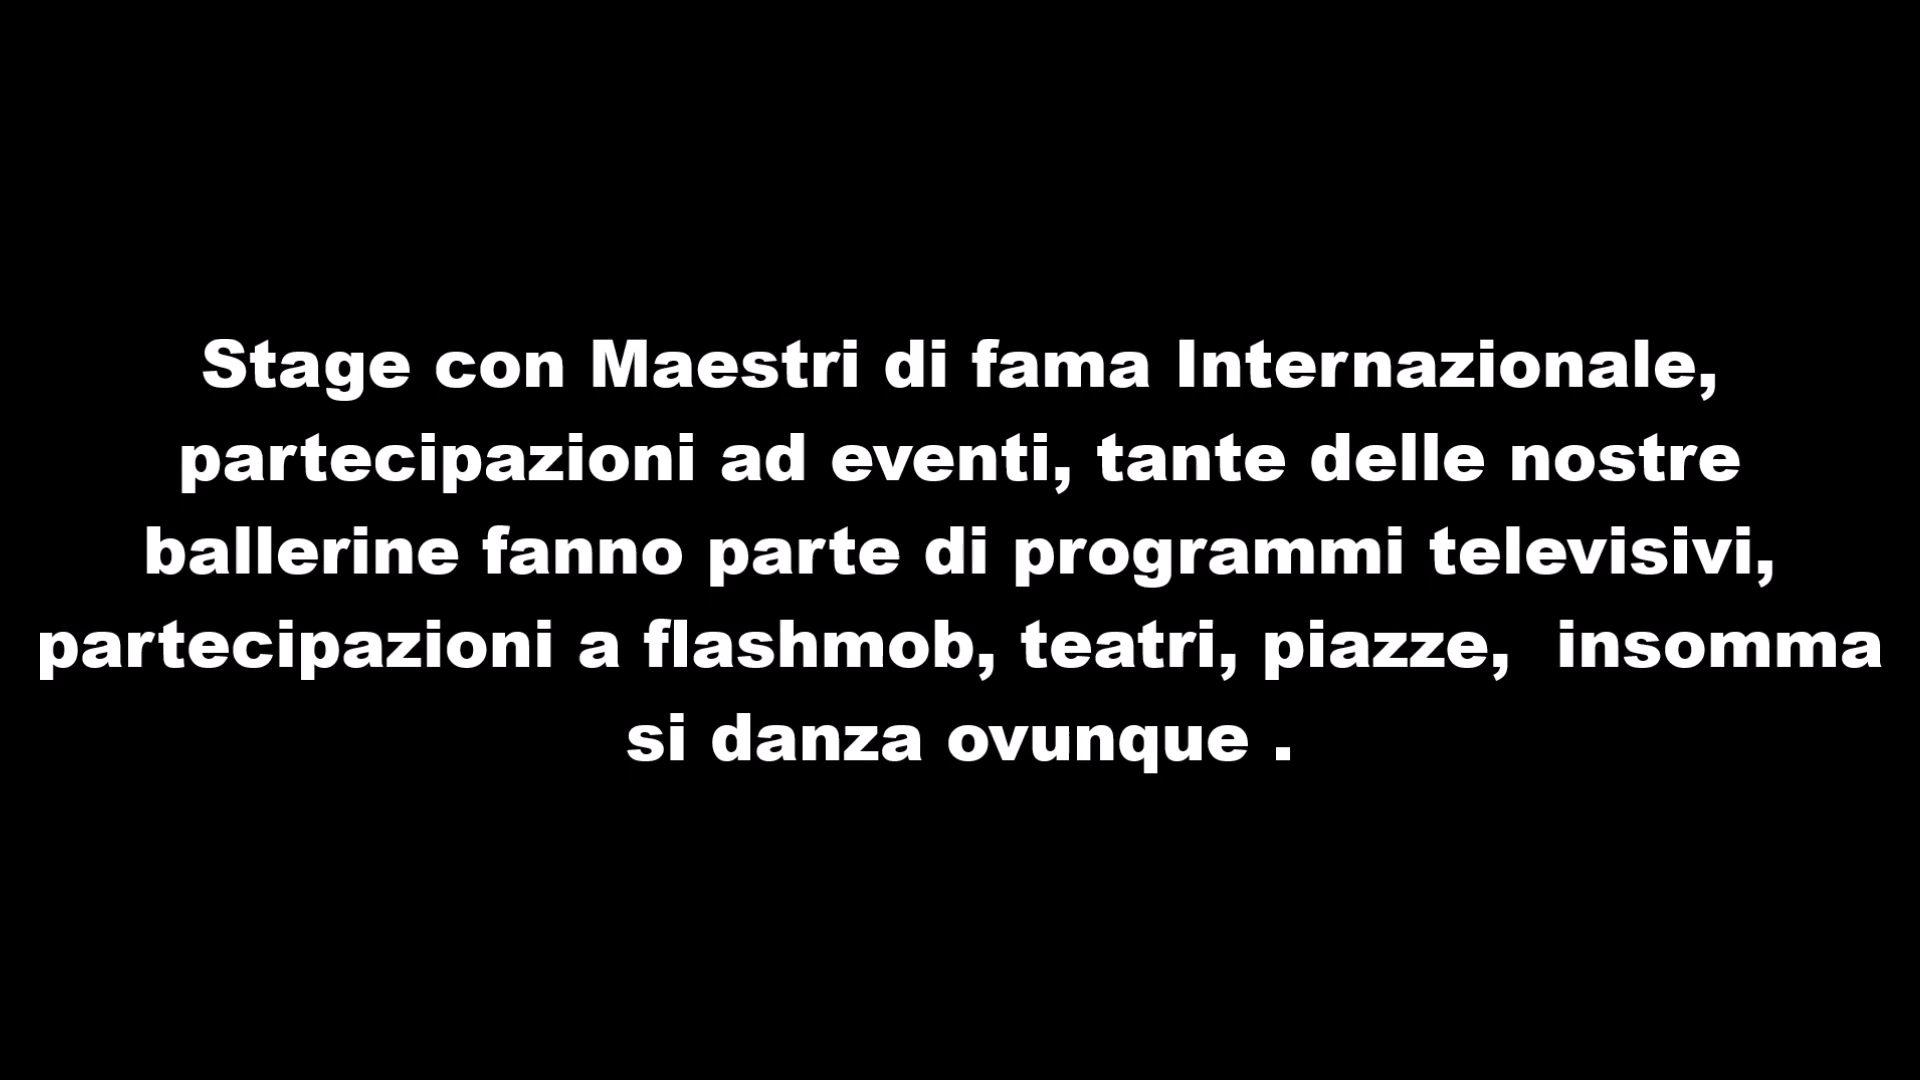 Stage con Maestri di fama Internazionale,
partecipazioni ad eventi, tante delle nostre
ballerine fanno parte di programmi televisivi,
partecipazioni a flashmob, teatri, piazze,  insomma
si danza ovunque .